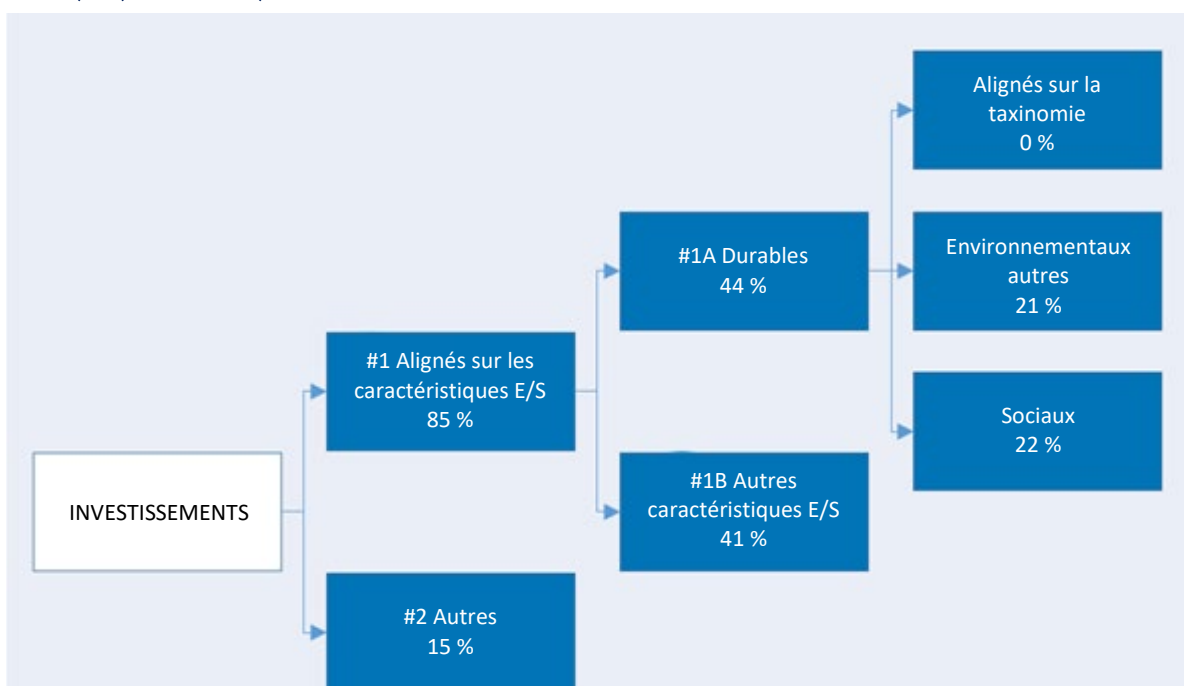 Alignés sur la
taxinomie
0 %
#1A Durables
44 %
Environnementaux
autres
21 %
#1 Alignés sur les
caractéristiques E/S
85 %
Sociaux
22 %
#1B Autres
caractéristiques E/S
41 %
INVESTISSEMENTS
#2 Autres
15 %